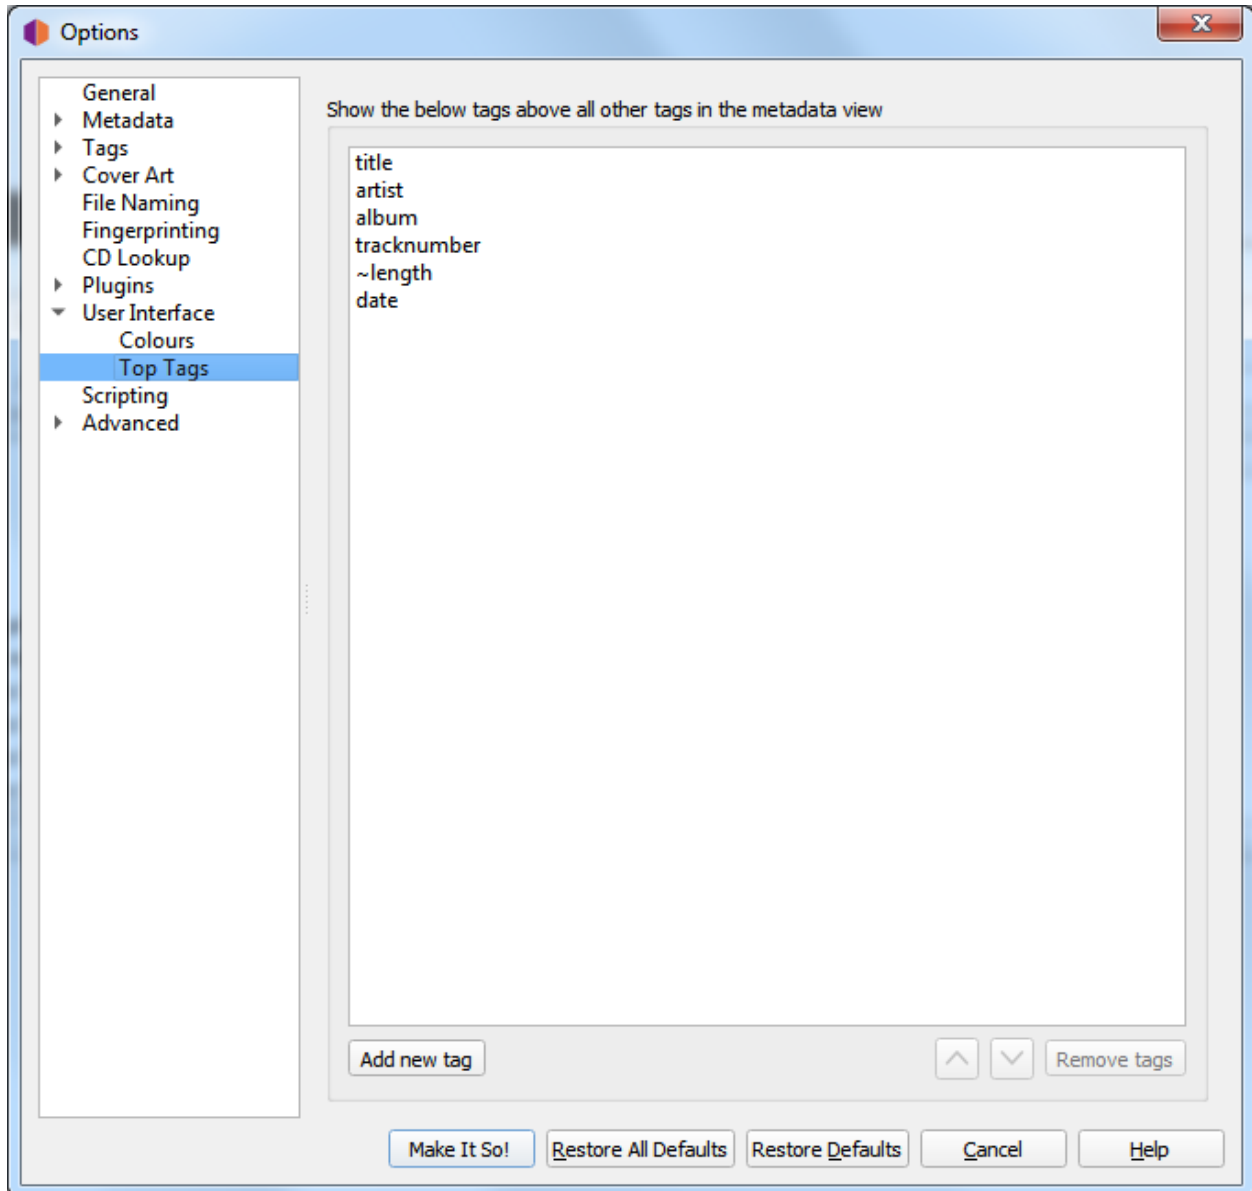 Options
General
Metadata
Tags
Cover Art
File Naming
Fingerprinting
CD Lookup
Plugins
User Interface
Colours
Top Tags
Scripting
Advanced
Show the below tags above all other tags in the metadata view
title
artist
album
tracknumber
~length
date
Add new tag
Remove tags
Make It So!
Restore All Defaults
Restore Defaults
Cancel
Help